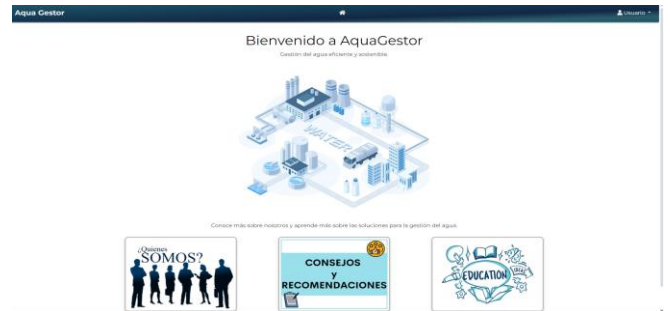 Aqua Gestor
Usuario
Bienvenido a AquaGestor
Gestión del agua eficiente y sostenible.
WATER
Conoce más sobre nosotros y aprende más sobre las soluciones para la gestión del agua.
¿Quienes
SOMOS?
CONSEJOS
y
RECOMENDACIONES
EDUCATION